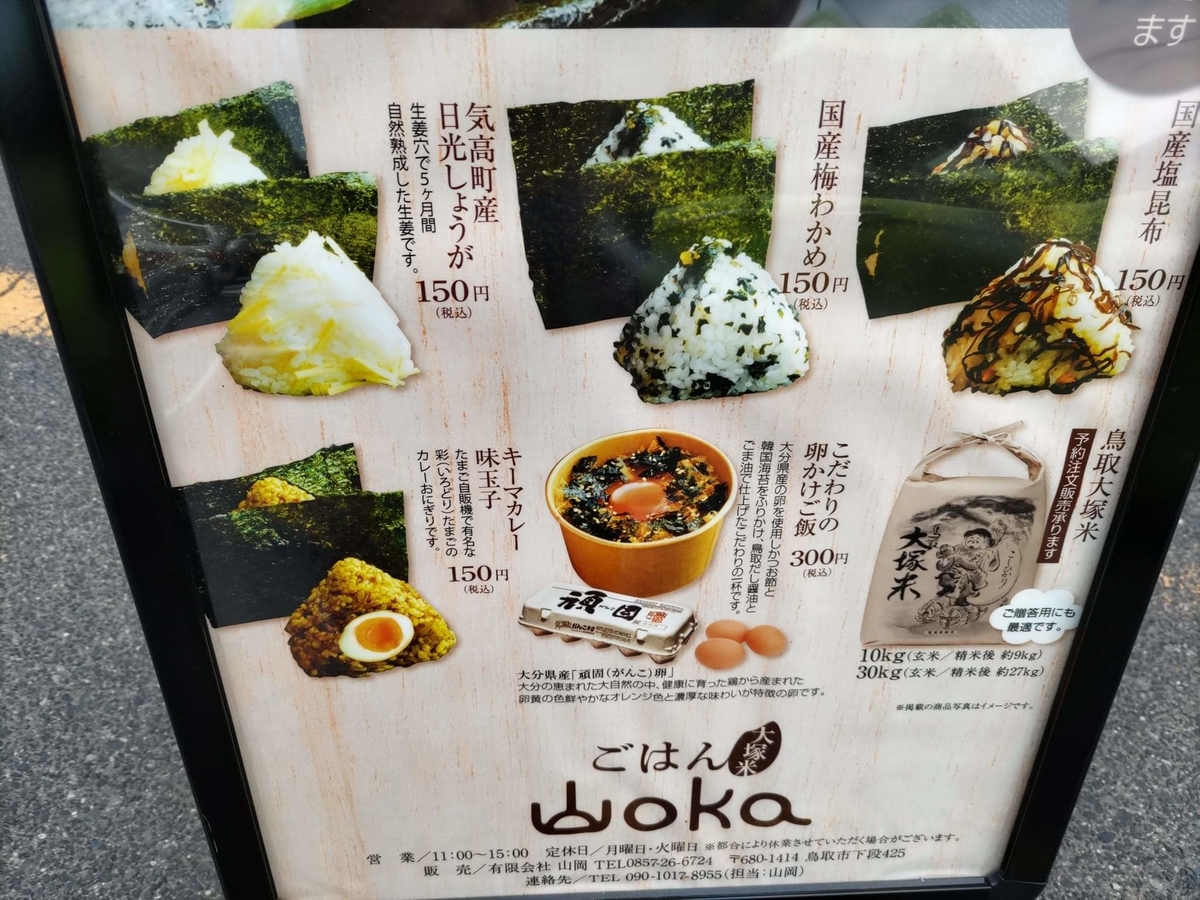 ます
気高町産
日光しょうが
生姜穴で5ヶ月間
自然熟成した生姜です。
150円
(税込)
国産梅わかめ
150円
(税込)
国産塩昆布
150円
(税込)
キーマカレー
味玉子
たまご自販機で有名な
彩(いろどり)たまごの
カレーおにぎりです。
150円
(税込)
こだわりの
卵かけご飯
大分県産の卵を使用しかつお節と
韓国海苔をふりかけ、鳥取だし醤油と
ごま油で仕上げたこだわりの一杯です。
300円
(税込)
頑固
大分県産「頑固(がんこ)卵」
大分の恵まれた大自然の中、健康に育った鶏から産まれた
卵黄の色鮮やかなオレンジ色と濃厚な味わいが特徴の卵です。
鳥取大塚米
予約注文販売承ります
大塚米
ご贈答用にも
最適です。
10kg(玄米/精米後 約9kg)
30kg(玄米/精米後 約27kg)
※掲載の商品写真はイメージです。
ごはん
大塚米
woka
営 業/11:00〜15:00 定休日/月曜日・火曜日 ※都合により休業させていただく場合がございます。
販 売/有限会社 山岡 TEL0857-26-6724 〒680-1414 鳥取市下段425
連絡先/TEL 090-1017-8955(担当:山岡)